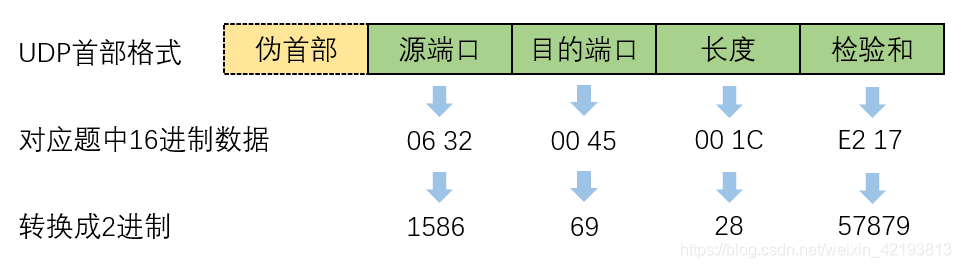 UDP首部格式 伪首部 源端口 目的端口 长度 检验和
对应题中16进制数据 06 32 00 45 00 1C E2 17
转换成2进制 1586 69 28 57879
https://blog.csdn.net/weixin_42193813